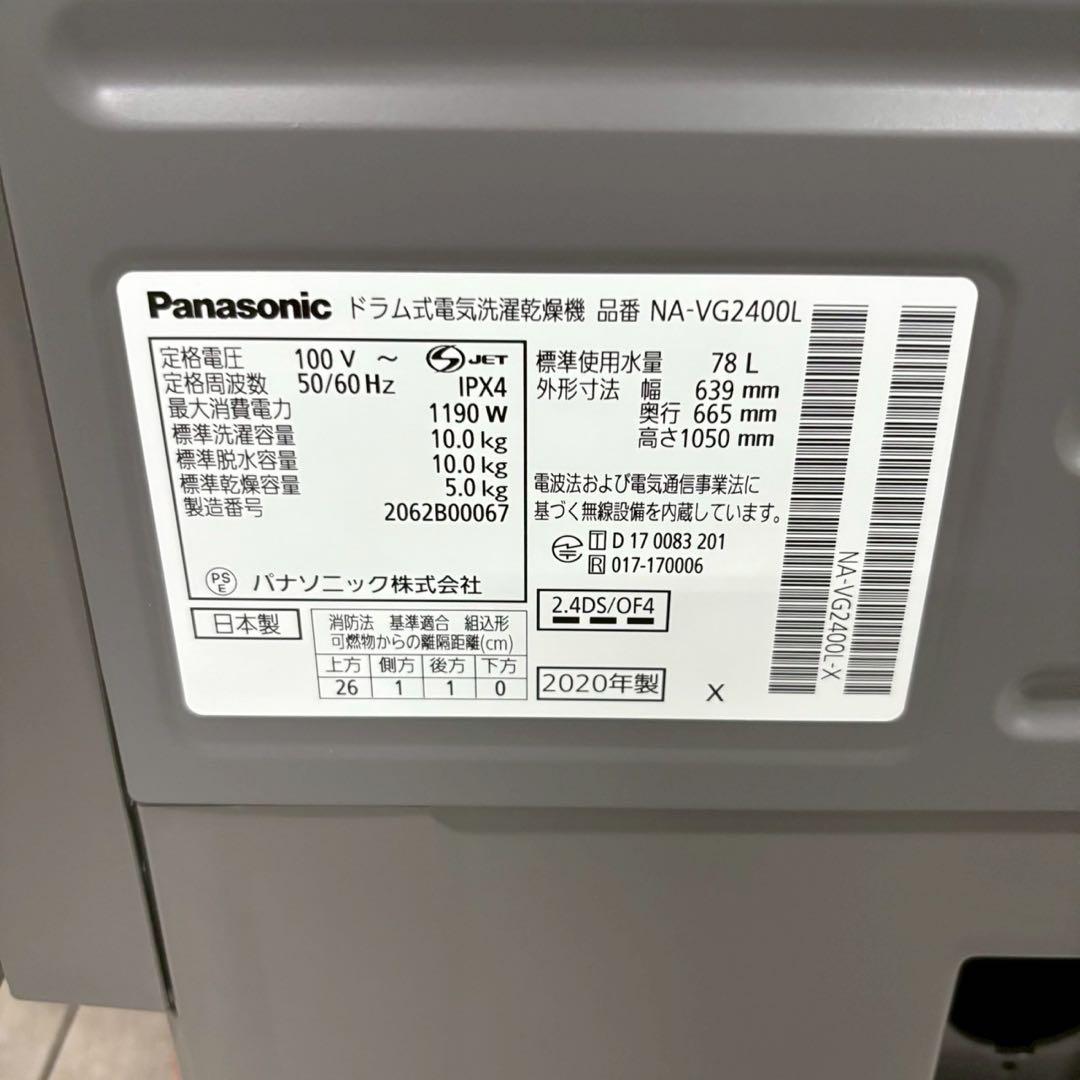 Panasonic ドラム式電気洗濯乾燥機 品番 NA-VG2400L
定格電圧 100 V ～ S JET
定格周波数 50/60 Hz IPX4
最大消費電力 1190 W
標準洗濯容量 10.0 kg
標準脱水容量 10.0 kg
標準乾燥容量 5.0 kg
製造番号 2062B00067
PS E パナソニック株式会社
標準使用水量 78 L
外形寸法 幅 639 mm
奥行 665 mm
高さ 1050 mm
電波法および電気通信事業法に
基づく無線設備を内蔵しています。
T D 17 0083 201
R 017-170006
2.4DS/OF4
日本製
消防法 基準適合 組込形
可燃物からの離隔距離(cm)
上方 側方 後方 下方
26 1 1 0
2020年製
X
NA-VG2400L-X